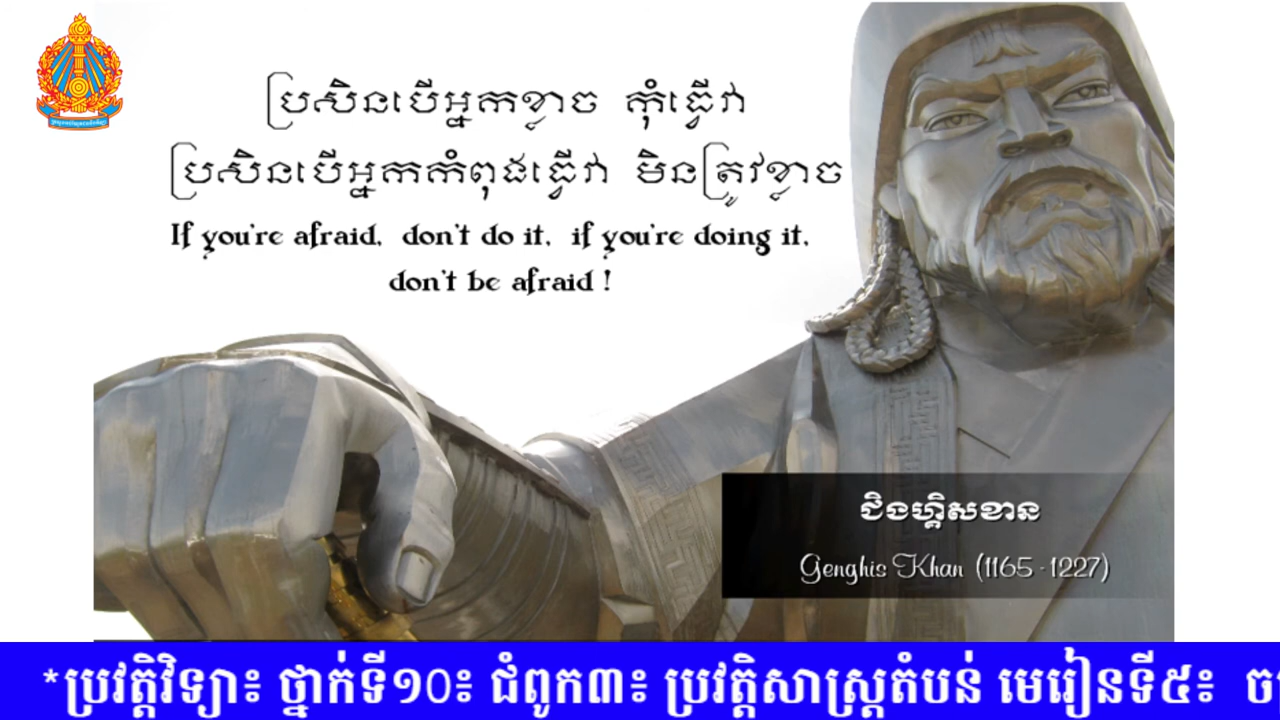 ប្រសិនបើអ្នកខ្លាច កុំធ្វើវា
ប្រសិនបើអ្នកកំពុងធ្វើវា មិនត្រូវខ្លាច
If you're afraid, don't do it, if you're doing it,
don't be afraid !
ជិងហ្គិសខាន
Genghis Khan (1165 - 1227)
*ប្រវត្តិវិទ្យា៖ ថ្នាក់ទី១0៖ ជំពូក៣៖ ប្រវត្តិសាស្ត្រតំបន់ មេរៀនទី៥៖